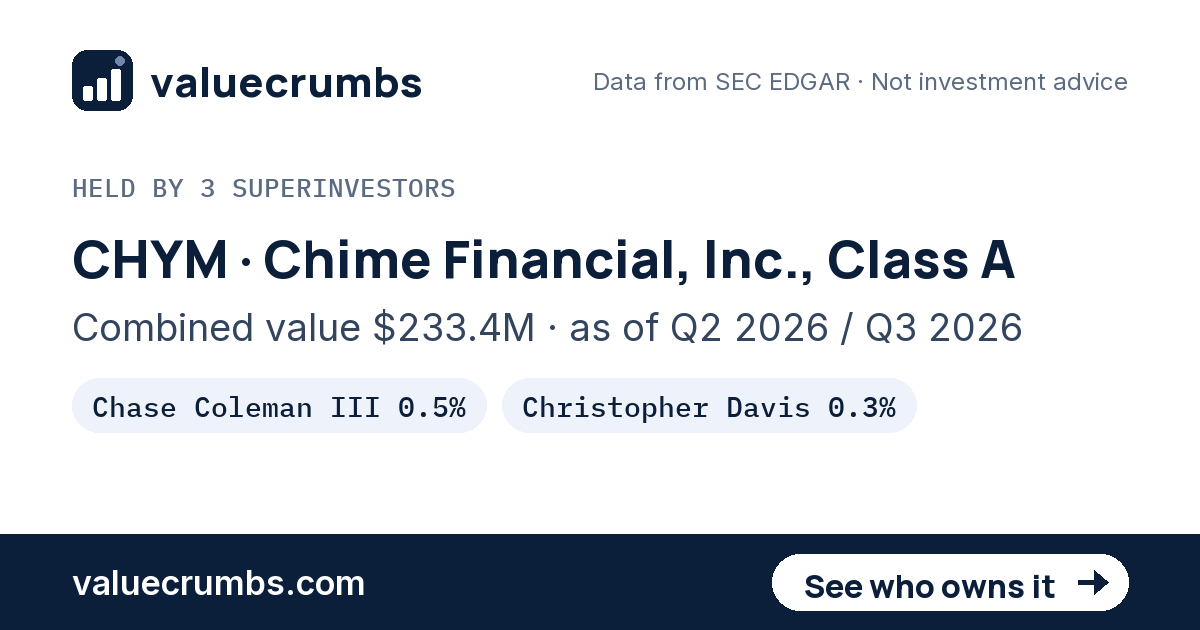 valuecrumbs
Data from SEC EDGAR · Not investment advice
HELD BY 3 SUPERINVESTORS
CHYM · Chime Financial, Inc., Class A
Combined value $233.4M · as of Q2 2026 / Q3 2026
Chase Coleman III 0.5%
Christopher Davis 0.3%
valuecrumbs.com
See who owns it →